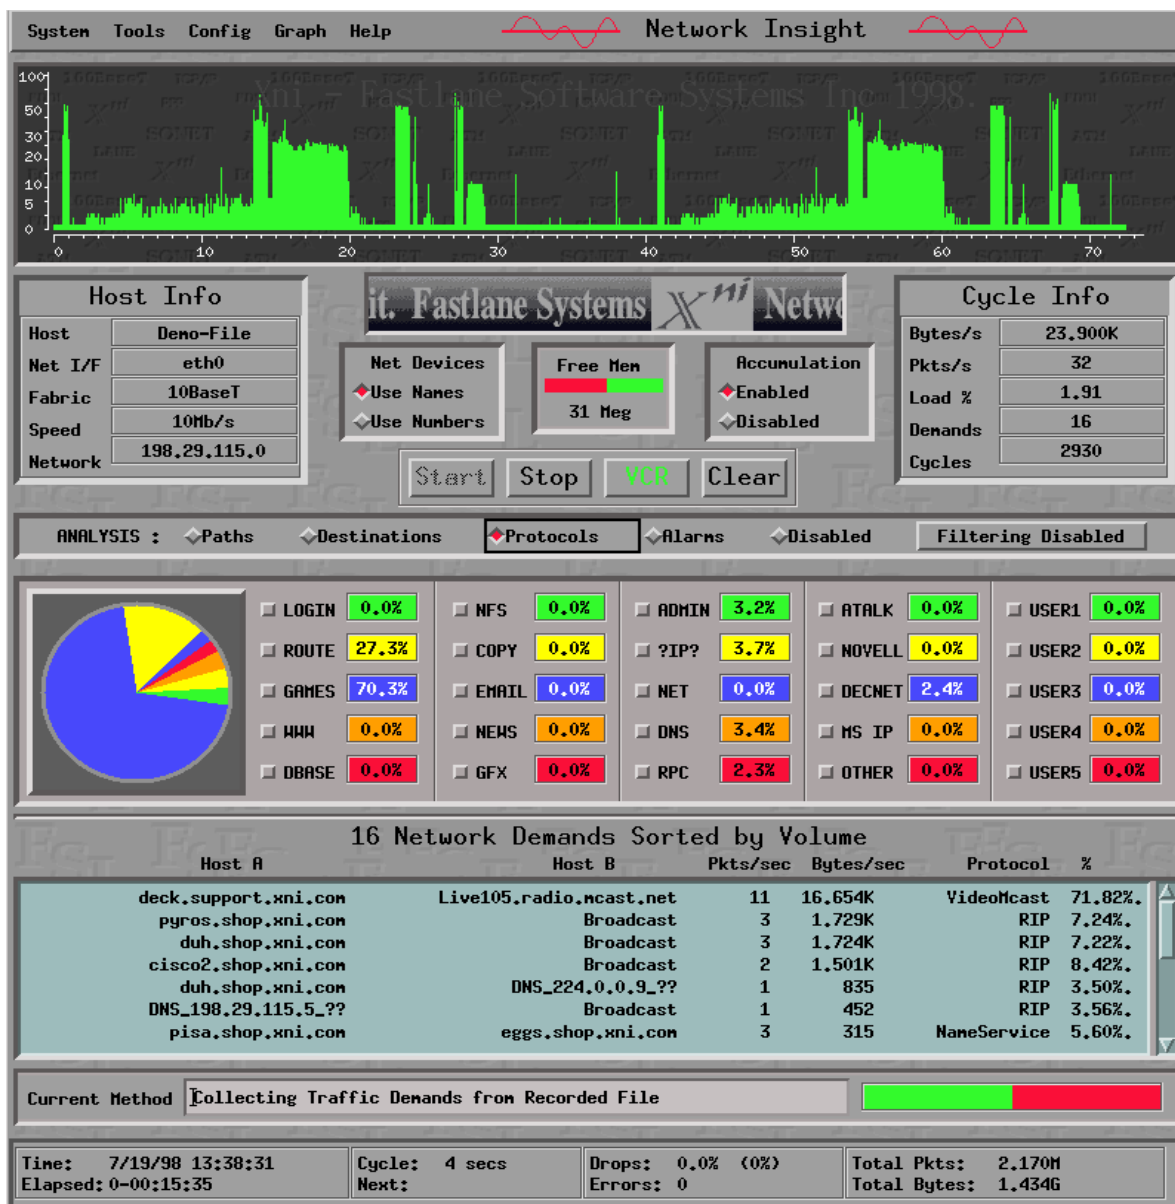 System Tools Config Graph Help Network Insight
Xni - Fastlane Software Systems Inc 1998.
100
50
30
20
10
5
0
0 10 20 30 40 50 60 70
Host Info
Host Demo-File
Net I/F eth0
Fabric 10BaseT
Speed 10Mb/s
Network 198.29.115.0
it. Fastlane Systems Xni Netwo
Net Devices
Use Names
Use Numbers
Free Mem
31 Meg
Accumulation
Enabled
Disabled
Start Stop VCR Clear
Cycle Info
Bytes/s 23.900K
Pkts/s 32
Load % 1.91
Demands 16
Cycles 2930
ANALYSIS : Paths Destinations Protocols Alarms Disabled Filtering Disabled
LOGIN 0.0% NFS 0.0% ADMIN 3.2% ATALK 0.0% USER1 0.0%
ROUTE 27.3% COPY 0.0% ?IP? 3.7% NOVELL 0.0% USER2 0.0%
GAMES 70.3% EMAIL 0.0% NET 0.0% DECNET 2.4% USER3 0.0%
WWW 0.0% NEWS 0.0% DNS 3.4% MS IP 0.0% USER4 0.0%
DBASE 0.0% GFX 0.0% RPC 2.3% OTHER 0.0% USER5 0.0%
16 Network Demands Sorted by Volume
Host A Host B Pkts/sec Bytes/sec Protocol %
deck.support.xni.com Live105.radio.mcast.net 11 16.654K VideoMcast 71.82%.
pyros.shop.xni.com Broadcast 3 1.729K RIP 7.24%.
duh.shop.xni.com Broadcast 3 1.724K RIP 7.22%.
cisco2.shop.xni.com Broadcast 2 1.501K RIP 8.42%.
duh.shop.xni.com DNS_224.0.0.9_?? 1 835 RIP 3.50%.
DNS_198.29.115.5_?? Broadcast 1 452 RIP 3.56%.
pisa.shop.xni.com eggs.shop.xni.com 3 315 NameService 5.60%.
Current Method Collecting Traffic Demands from Recorded File
Time: 7/19/98 13:38:31 Cycle: 4 secs Drops: 0.0% (0%) Total Pkts: 2.170M
Elapsed: 0-00:15:35 Next: Errors: 0 Total Bytes: 1.434G